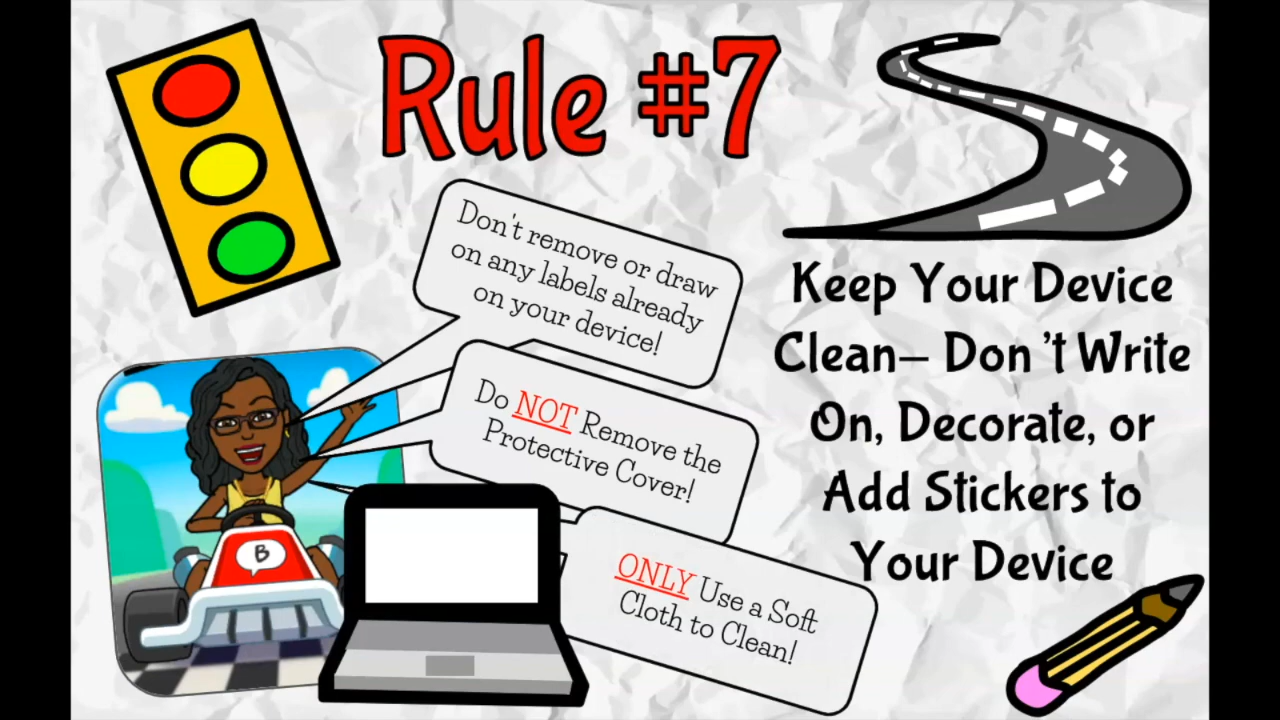 Rule #7
Don't remove or draw
on any labels already
on your device!
Do NOT Remove the
Protective Cover!
ONLY Use a Soft
Cloth to Clean!
B
Keep Your Device
Clean– Don 't Write
On, Decorate, or
Add Stickers to
Your Device